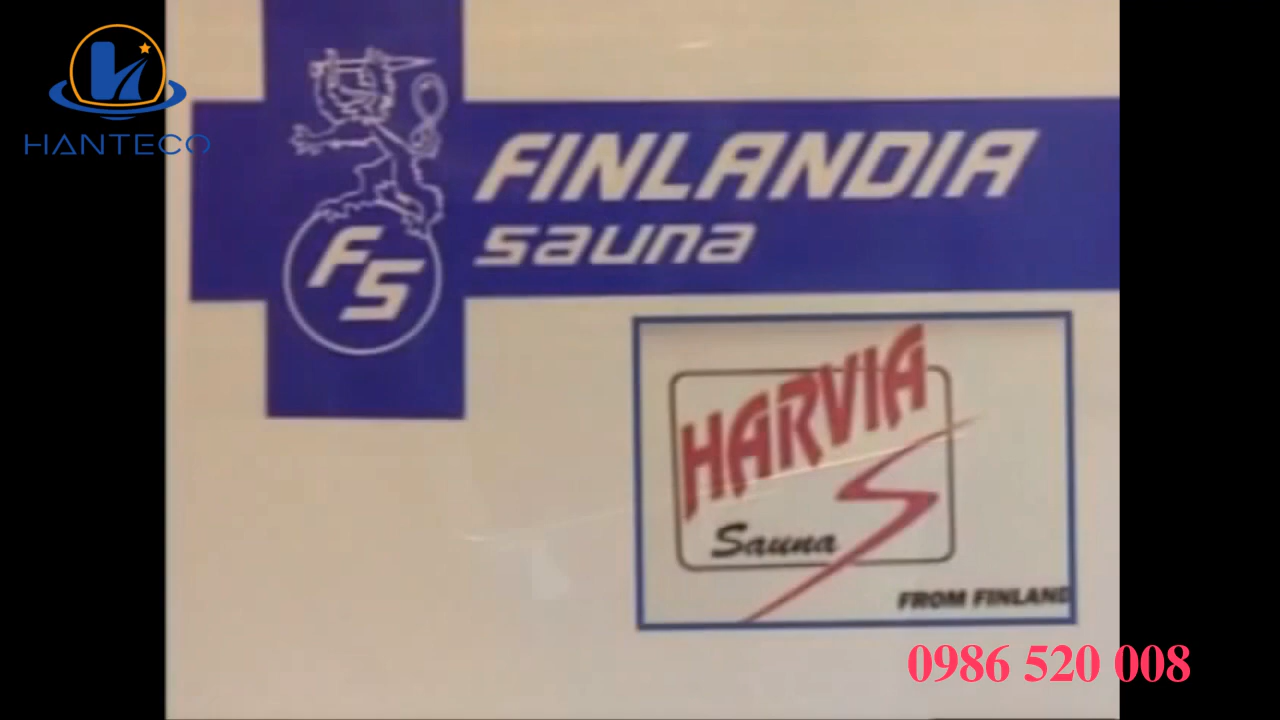 HANTECO
FINLANDIA
sauna
FS
HARVIA
Sauna
FROM FINLAND
0986 520 008